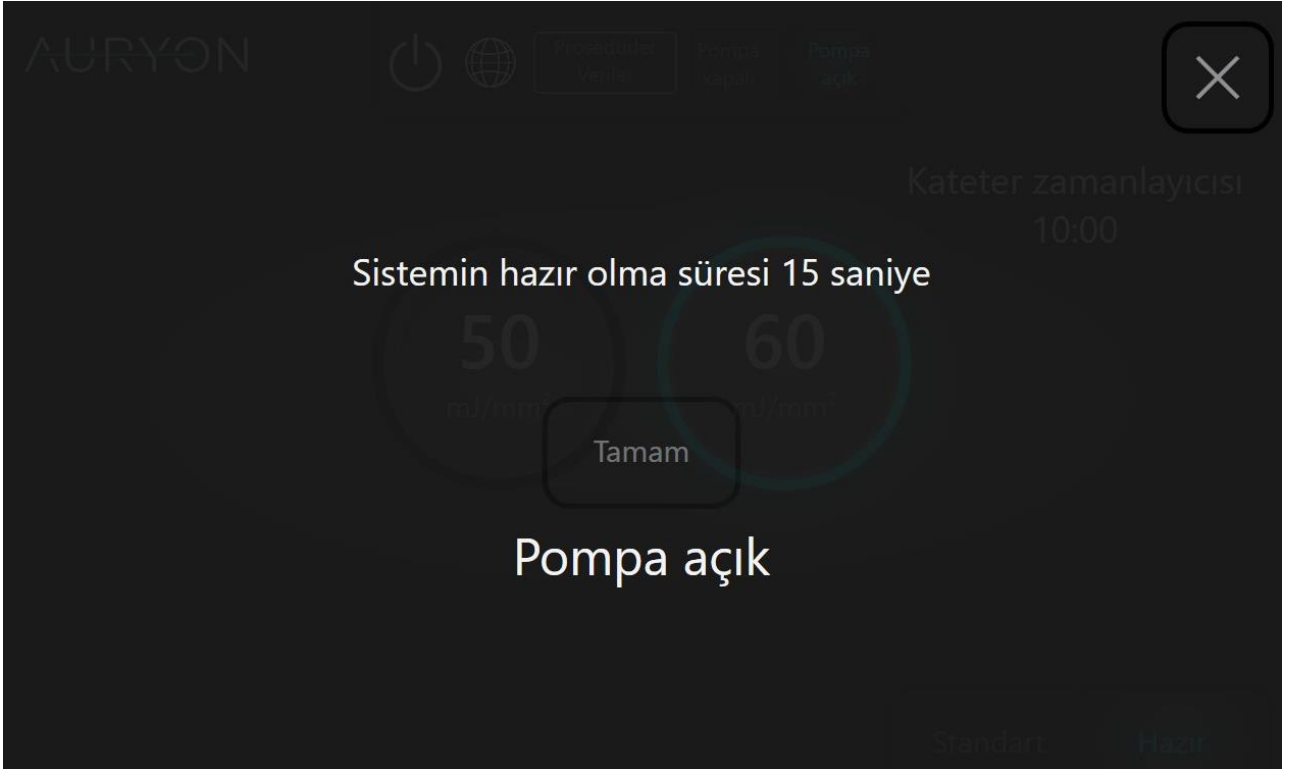 AURYON
Prosedürler
veriler
Pompa
kapalı
Pompa
açık
Kateter zamanlayıcısı
10:00
Sistemin hazır olma süresi 15 saniye
50
60
mJ/mm²
mJ/mm²
Tamam
Pompa açık
Standart
Hazır